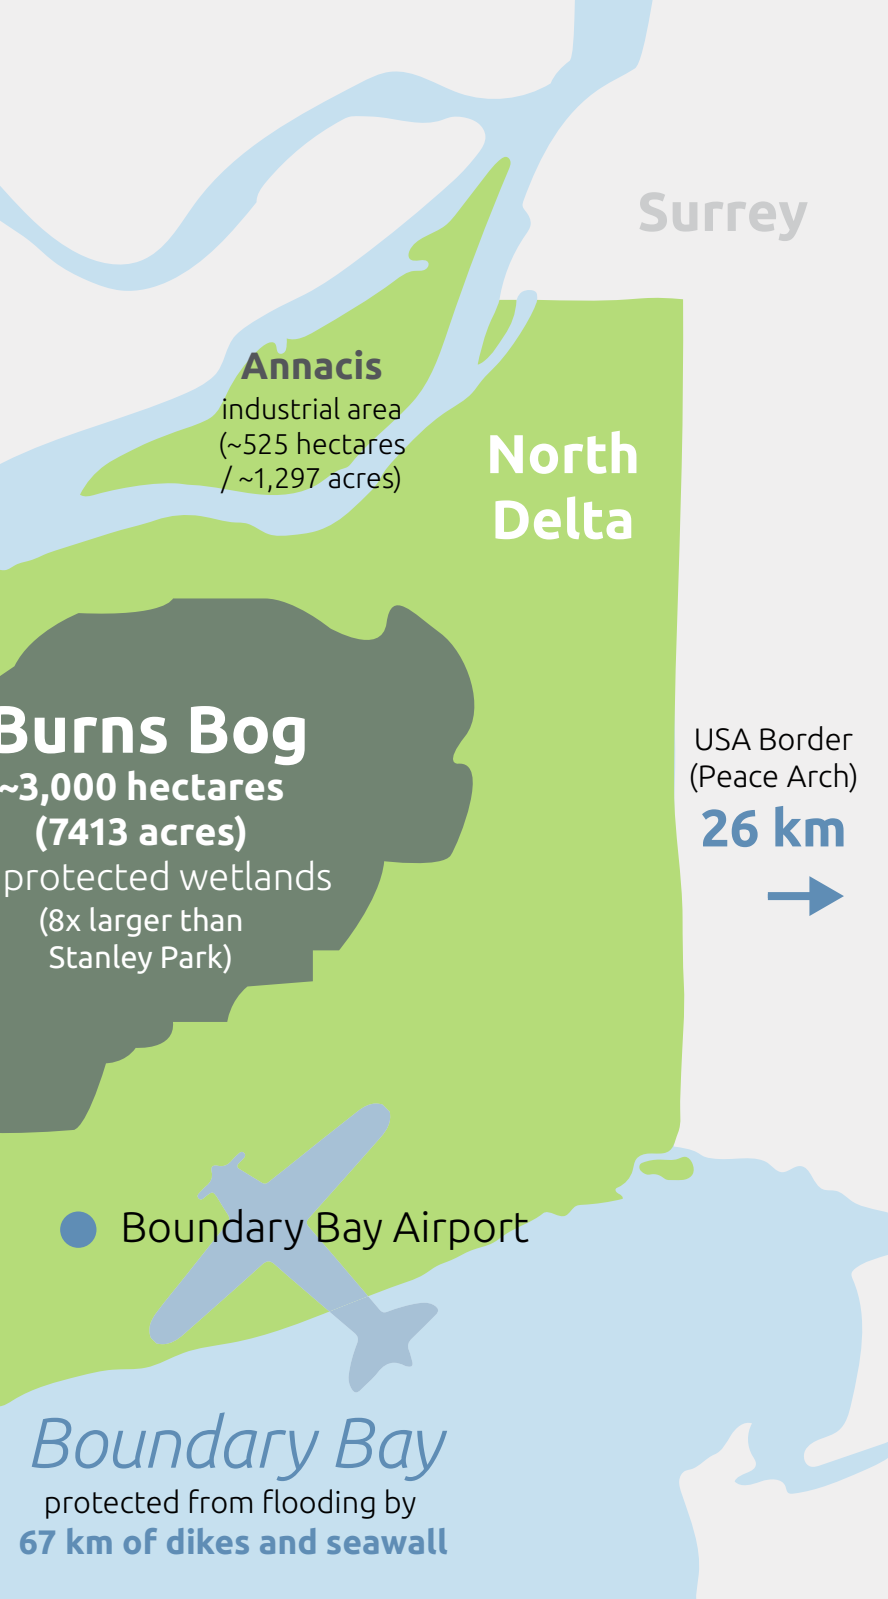 Surrey
Annacis
industrial area
(~525 hectares
/ ~1,297 acres)
North
Delta
Burns Bog
~3,000 hectares
(7413 acres)
protected wetlands
(8x larger than
Stanley Park)
USA Border
(Peace Arch)
26 km
Boundary Bay Airport
Boundary Bay
protected from flooding by
67 km of dikes and seawall